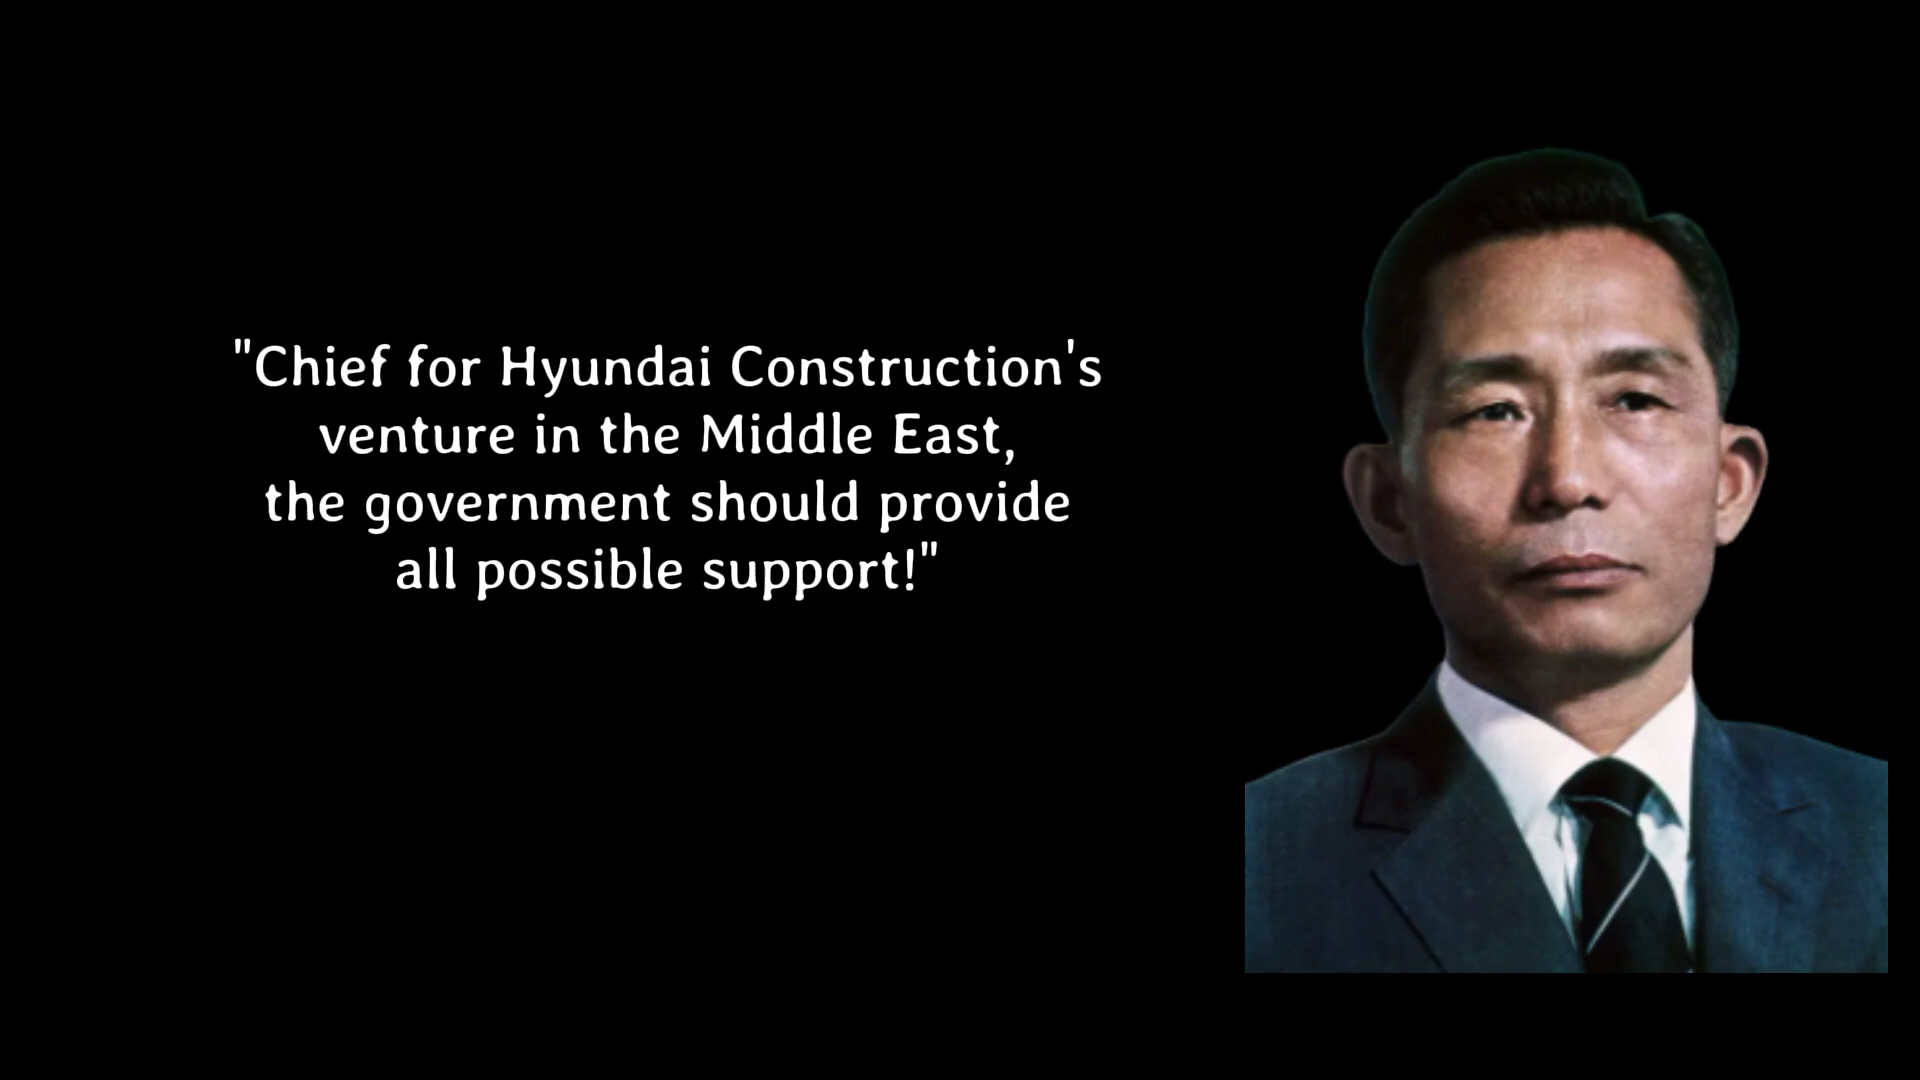 "Chief for Hyundai Construction's
venture in the Middle East,
the government should provide
all possible support!"